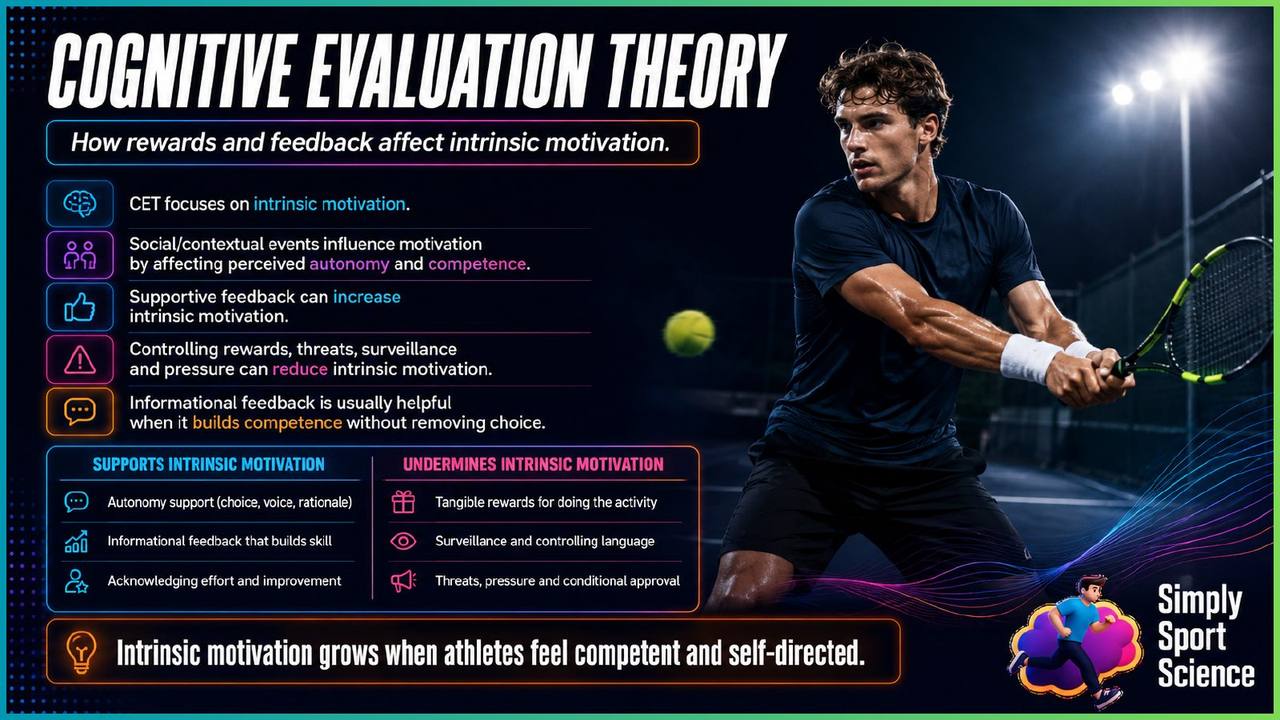 COGNITIVE EVALUATION THEORY
How rewards and feedback affect intrinsic motivation.
CET focuses on intrinsic motivation.
Social/contextual events influence motivation
by affecting perceived autonomy and competence.
Supportive feedback can increase
intrinsic motivation.
Controlling rewards, threats, surveillance
and pressure can reduce intrinsic motivation.
Informational feedback is usually helpful
when it builds competence without removing choice.
SUPPORTS INTRINSIC MOTIVATION
Autonomy support (choice, voice, rationale)
Informational feedback that builds skill
Acknowledging effort and improvement
UNDERMINES INTRINSIC MOTIVATION
Tangible rewards for doing the activity
Surveillance and controlling language
Threats, pressure and conditional approval
Intrinsic motivation grows when athletes feel competent and self-directed.
Simply
Sport
Science